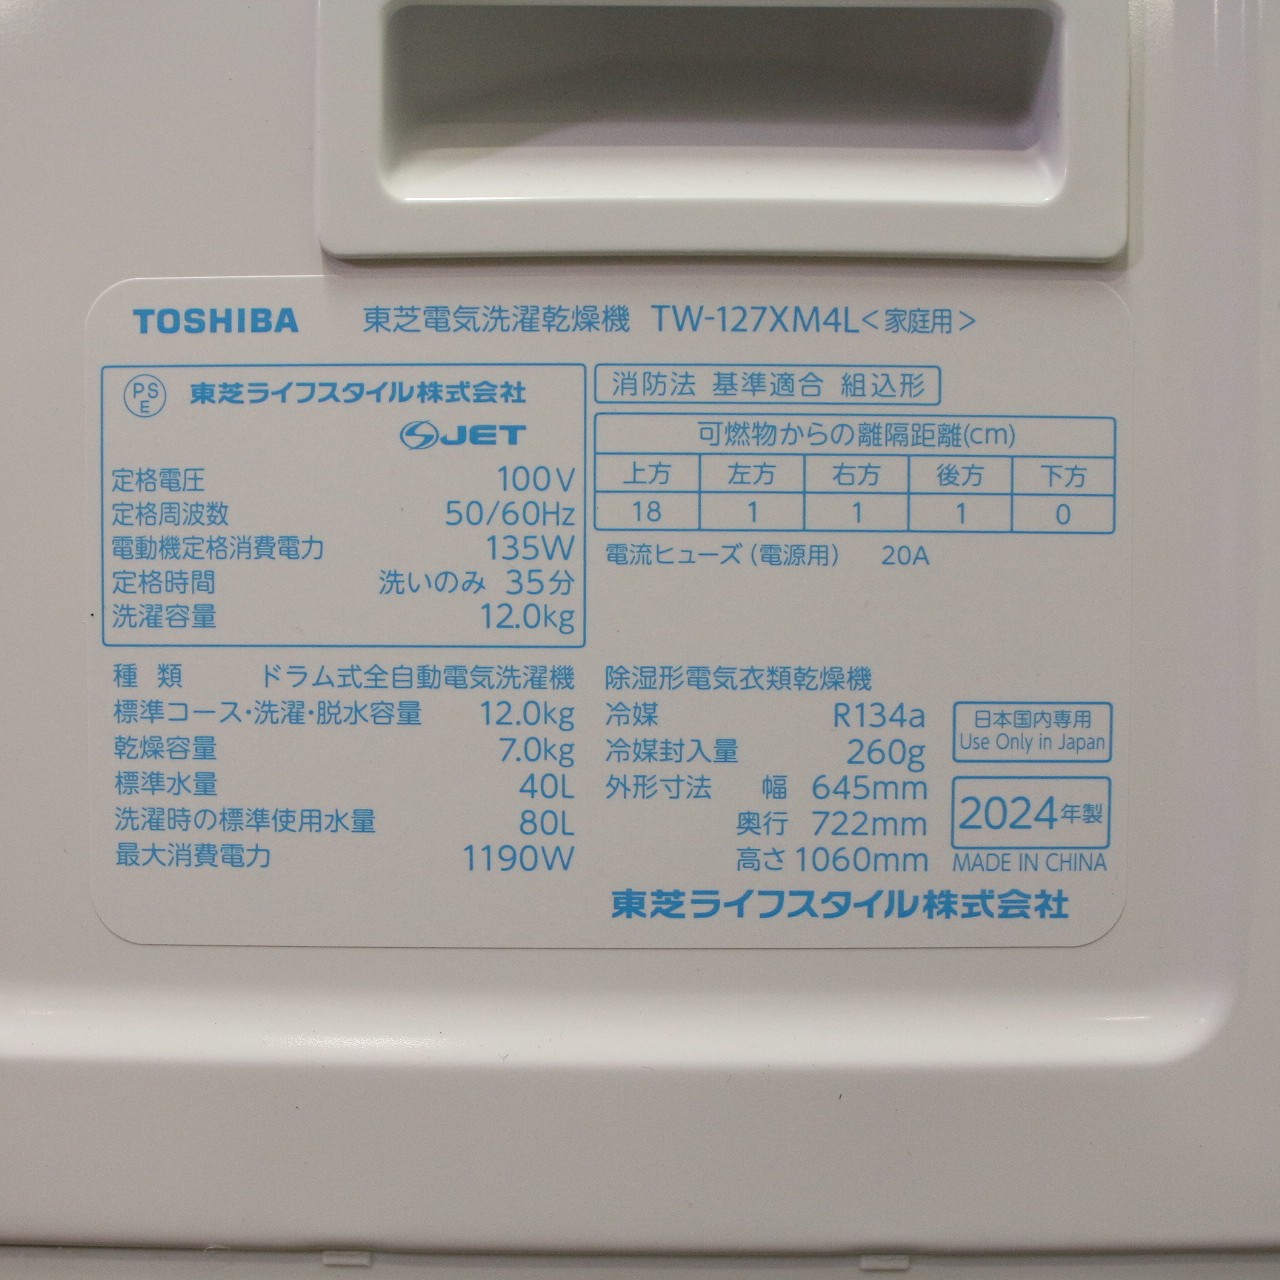 TOSHIBA 東芝電気洗濯乾燥機 TW-127XM4L<家庭用>
PS
E
東芝ライフスタイル株式会社
JET
定格電圧 100V
定格周波数 50/60Hz
電動機定格消費電力 135W
定格時間 洗いのみ 35分
洗濯容量 12.0kg
消防法 基準適合 組込形
可燃物からの離隔距離(cm)
上方 左方 右方 後方 下方
18 1 1 1 0
電流ヒューズ(電源用) 20A
種 類 ドラム式全自動電気洗濯機
標準コース・洗濯・脱水容量 12.0kg
乾燥容量 7.0kg
標準水量 40L
洗濯時の標準使用水量 80L
最大消費電力 1190W
除湿形電気衣類乾燥機
冷媒 R134a
冷媒封入量 260g
外形寸法 幅 645mm
奥行 722mm
高さ 1060mm
日本国内専用
Use Only in Japan
2024年製
MADE IN CHINA
東芝ライフスタイル株式会社